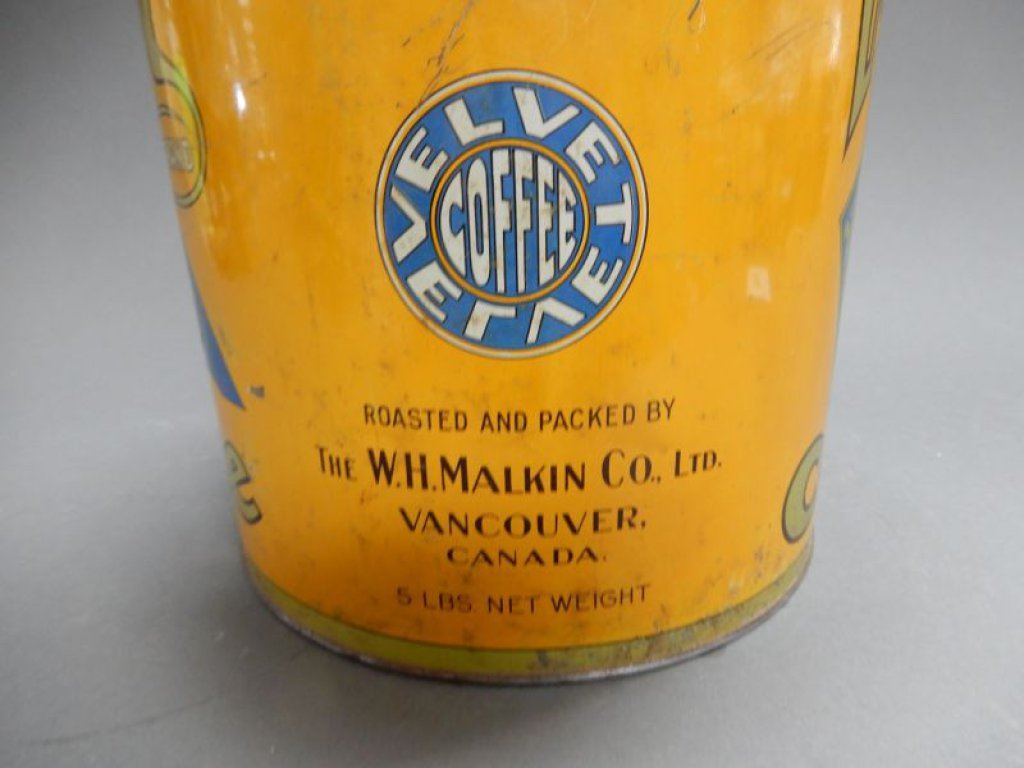 VELVET VELVET
COFFEE
ROASTED AND PACKED BY
THE W.H. MALKIN CO., LTD.
VANCOUVER,
CANADA.
5 LBS. NET WEIGHT